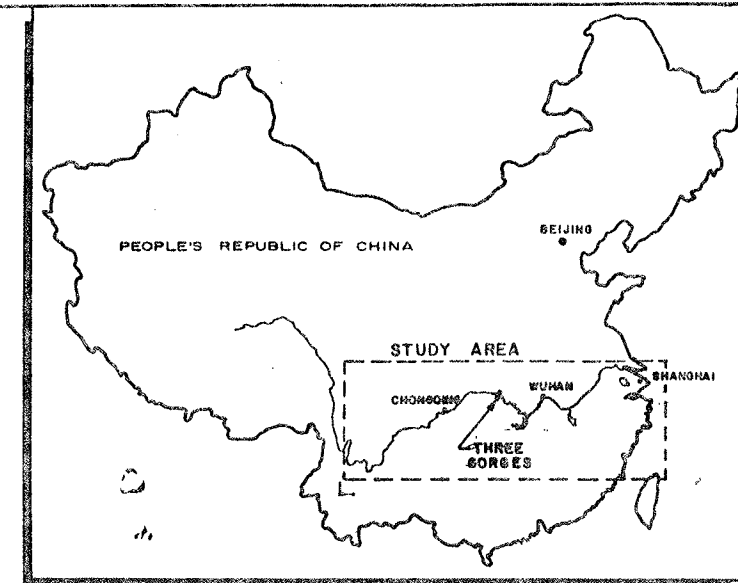 BEIJING
PEOPLE'S REPUBLIC OF CHINA
STUDY AREA
SHANGHAI
WUHAN
CHONGQING
THREE
GORGES